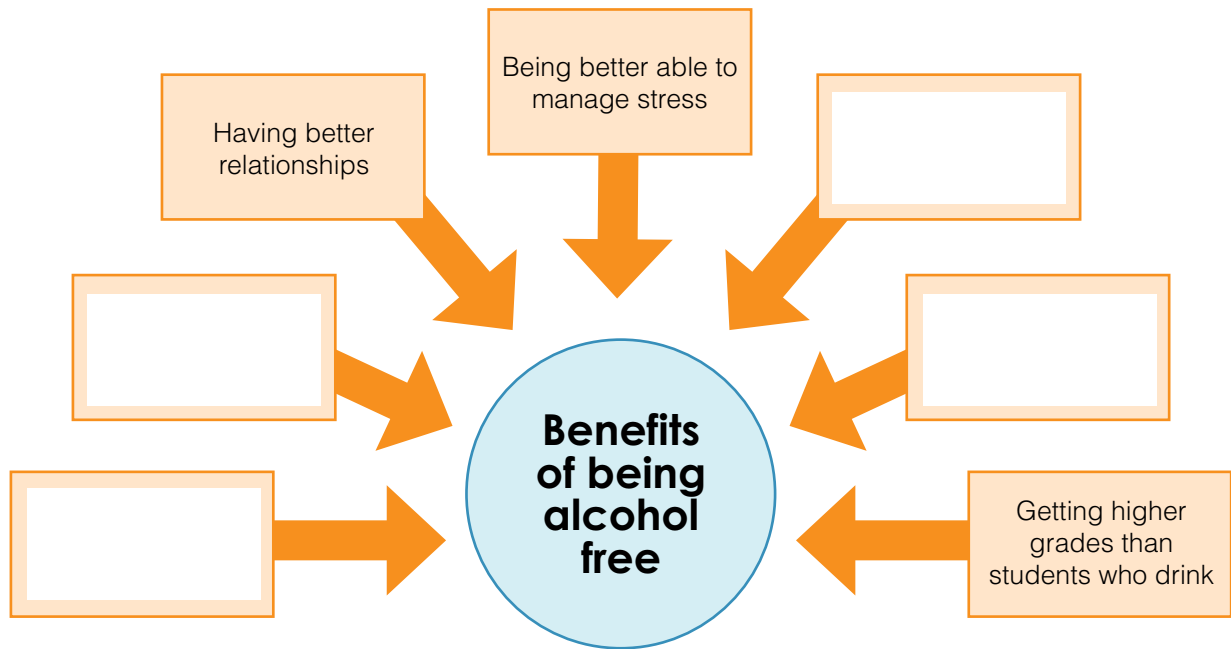 Being better able to
manage stress
Having better
relationships
Benefits
of being
alcohol
free
Getting higher
grades than
students who drink